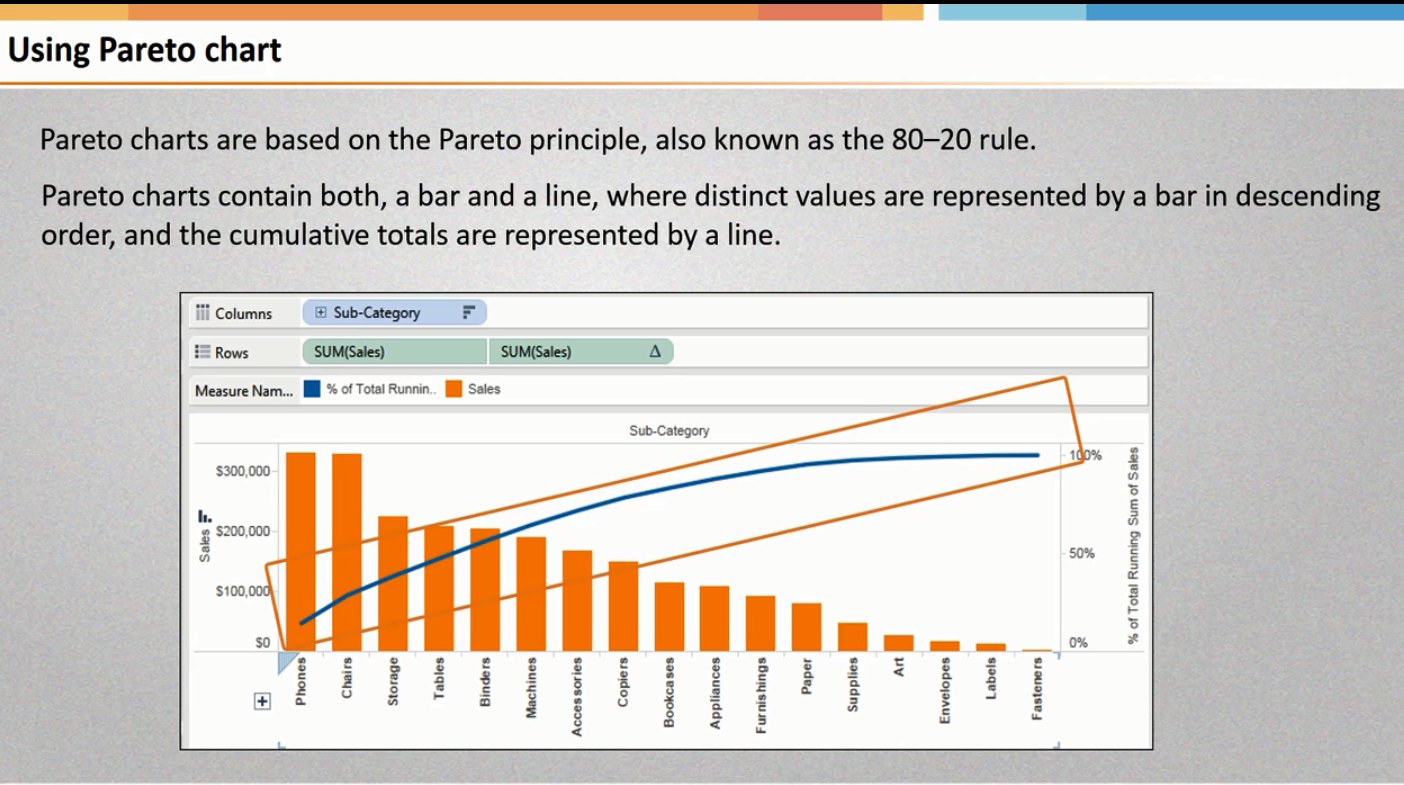 Using Pareto chart
Pareto charts are based on the Pareto principle, also known as the 80–20 rule.
Pareto charts contain both, a bar and a line, where distinct values are represented by a bar in descending
order, and the cumulative totals are represented by a line.
Columns Sub-Category
Rows SUM(Sales) SUM(Sales) Δ
Measure Nam... % of Total Runnin.. Sales
Sub-Category
$300,000
$200,000
$100,000
$0
Sales
100%
50%
0%
% of Total Running Sum of Sales
Phones
Chairs
Storage
Tables
Binders
Machines
Accessories
Copiers
Bookcases
Appliances
Furnishings
Paper
Supplies
Art
Envelopes
Labels
Fasteners